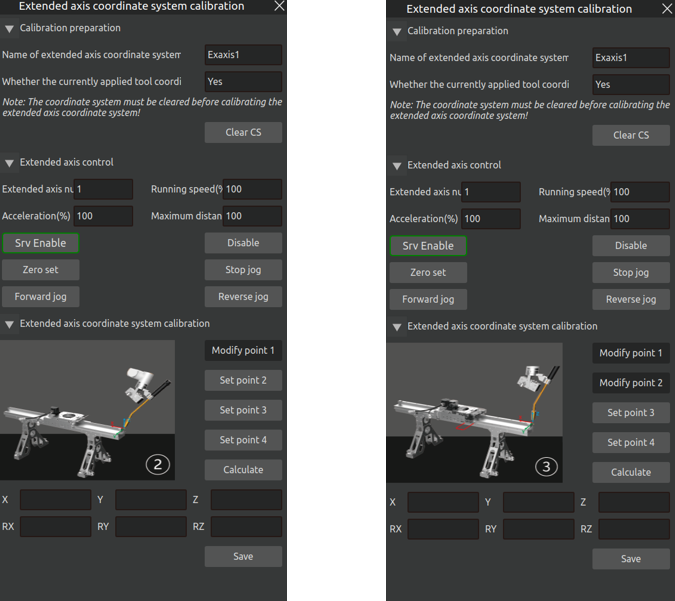 Extended axis coordinate system calibration
Calibration preparation
Name of extended axis coordinate system Exaxis1
Whether the currently applied tool coordi Yes
Note: The coordinate system must be cleared before calibrating the
extended axis coordinate system!
Clear CS
Extended axis control
Extended axis nu 1 Running speed(% 100
Acceleration(%) 100 Maximum distan 100
Srv Enable Disable
Zero set Stop jog
Forward jog Reverse jog
Extended axis coordinate system calibration
Modify point 1
Set point 2
Set point 3
Set point 4
2
Calculate
X Y Z
RX RY RZ
Save
Extended axis coordinate system calibration
Calibration preparation
Name of extended axis coordinate system Exaxis1
Whether the currently applied tool coordi Yes
Note: The coordinate system must be cleared before calibrating the
extended axis coordinate system!
Clear CS
Extended axis control
Extended axis nu 1 Running speed(% 100
Acceleration(%) 100 Maximum distan 100
Srv Enable Disable
Zero set Stop jog
Forward jog Reverse jog
Extended axis coordinate system calibration
Modify point 1
Modify point 2
Set point 3
Set point 4
3
Calculate
X Y Z
RX RY RZ
Save